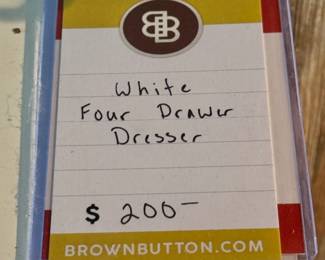 BB
White
Four Drawer
Dresser
$ 200-
BROWNBUTTON.COM